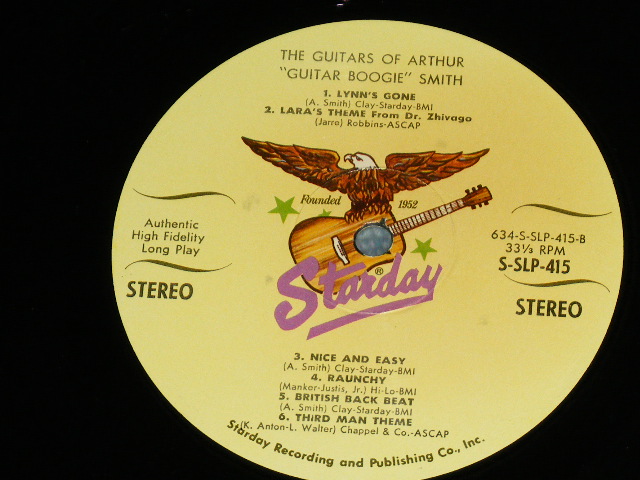 THE GUITARS OF ARTHUR
"GUITAR BOOGIE" SMITH
1. LYNN'S GONE
(A. Smith) Clay-Starday-BMI
2. LARA'S THEME From Dr. Zhivago
(Jarre) Robbins-ASCAP
Founded 1952
Authentic
High Fidelity
Long Play
STEREO
634-S-SLP-415-B
33⅓ RPM
S-SLP-415
STEREO
Starday®
3. NICE AND EASY
(A. Smith) Clay-Starday-BMI
4. RAUNCHY
(Manker-Justis, Jr.) Hi-Lo-BMI
5. BRITISH BACK BEAT
(A. Smith) Clay-Starday-BMI
6. THIRD MAN THEME
(K. Anton-L. Walter) Chappel & Co.-ASCAP
Starday Recording and Publishing Co., Inc.